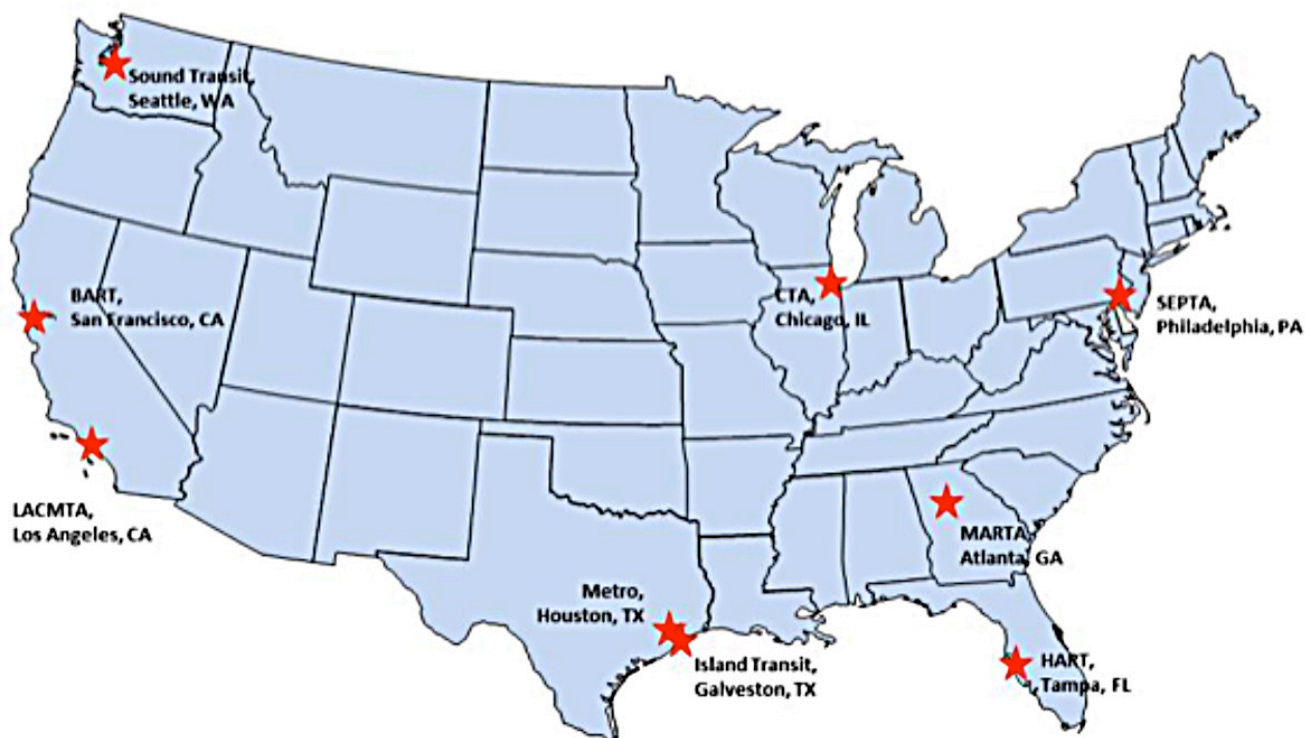 Sound Transit,
Seattle, WA
BART,
San Francisco, CA
CTA,
Chicago, IL
SEPTA,
Philadelphia, PA
LACMTA,
Los Angeles, CA
MARTA,
Atlanta, GA
Metro,
Houston, TX
Island Transit,
Galveston, TX
HART,
Tampa, FL